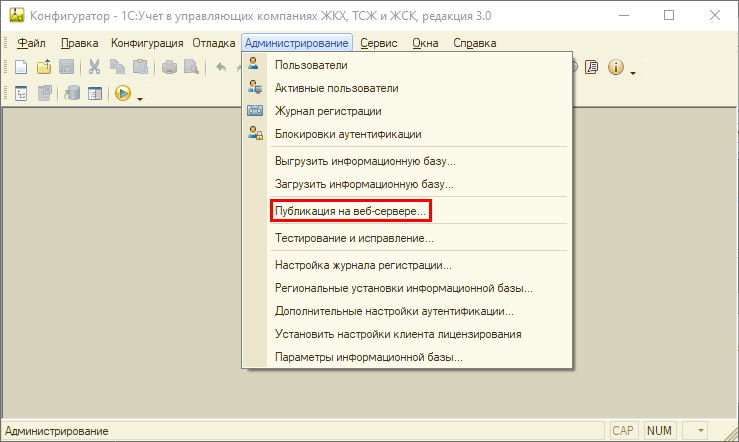 Конфигуратор - 1С:Учет в управляющих компаниях ЖКХ, ТСЖ и ЖСК, редакция 3.0
Файл Правка Конфигурация Отладка Администрирование Сервис Окна Справка
Пользователи
Активные пользователи
Журнал регистрации
Блокировки аутентификации
Выгрузить информационную базу...
Загрузить информационную базу...
Публикация на веб-сервере...
Тестирование и исправление...
Настройка журнала регистрации...
Региональные установки информационной базы...
Дополнительные настройки аутентификации...
Установить настройки клиента лицензирования
Параметры информационной базы...
Администрирование CAP NUM